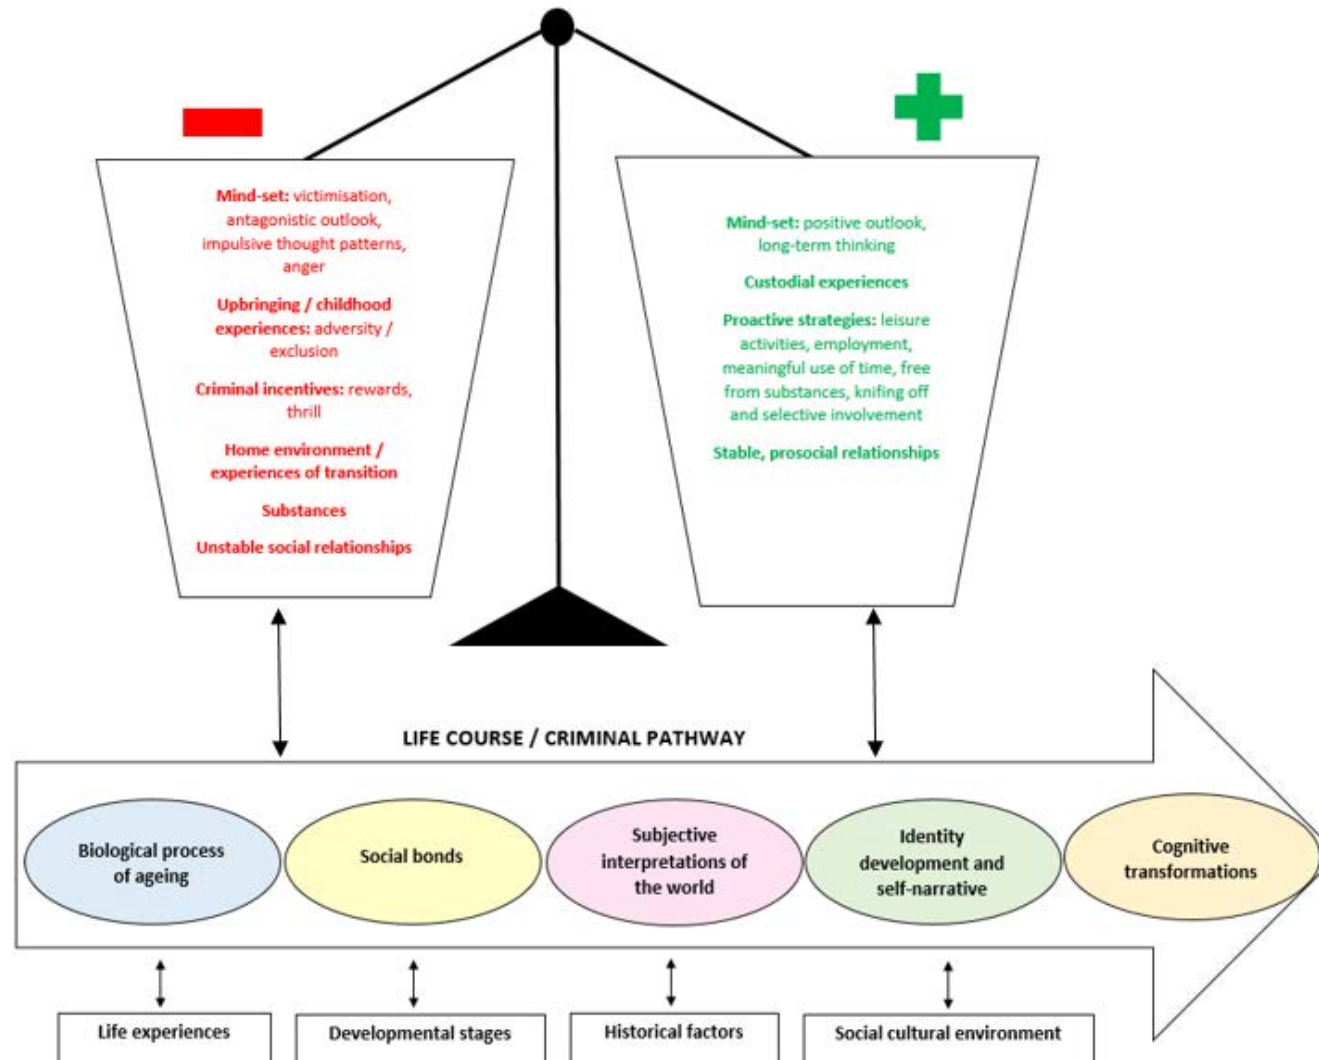 Mind-set: victimisation,
antagonistic outlook,
impulsive thought patterns,
anger
Upbringing / childhood
experiences: adversity /
exclusion
Criminal incentives: rewards,
thrill
Home environment /
experiences of transition
Substances
Unstable social relationships
Mind-set: positive outlook,
long-term thinking
Custodial experiences
Proactive strategies: leisure
activities, employment,
meaningful use of time, free
from substances, knifing off
and selective involvement
Stable, prosocial relationships
LIFE COURSE / CRIMINAL PATHWAY
Biological process
of ageing
Social bonds
Subjective
interpretations of
the world
Identity
development and
self-narrative
Cognitive
transformations
Life experiences
Developmental stages
Historical factors
Social cultural environment